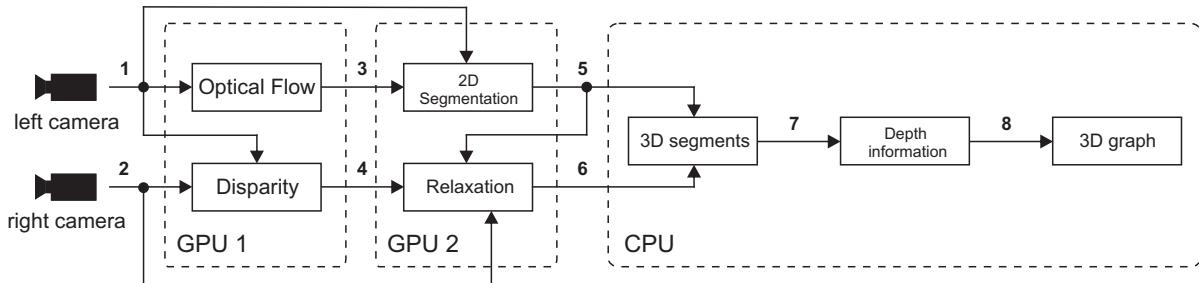 1
Optical Flow
3
2D
Segmentation
5
left camera
3D segments
7
Depth
information
8
3D graph
2
Disparity
4
Relaxation
6
right camera
GPU 1
GPU 2
CPU